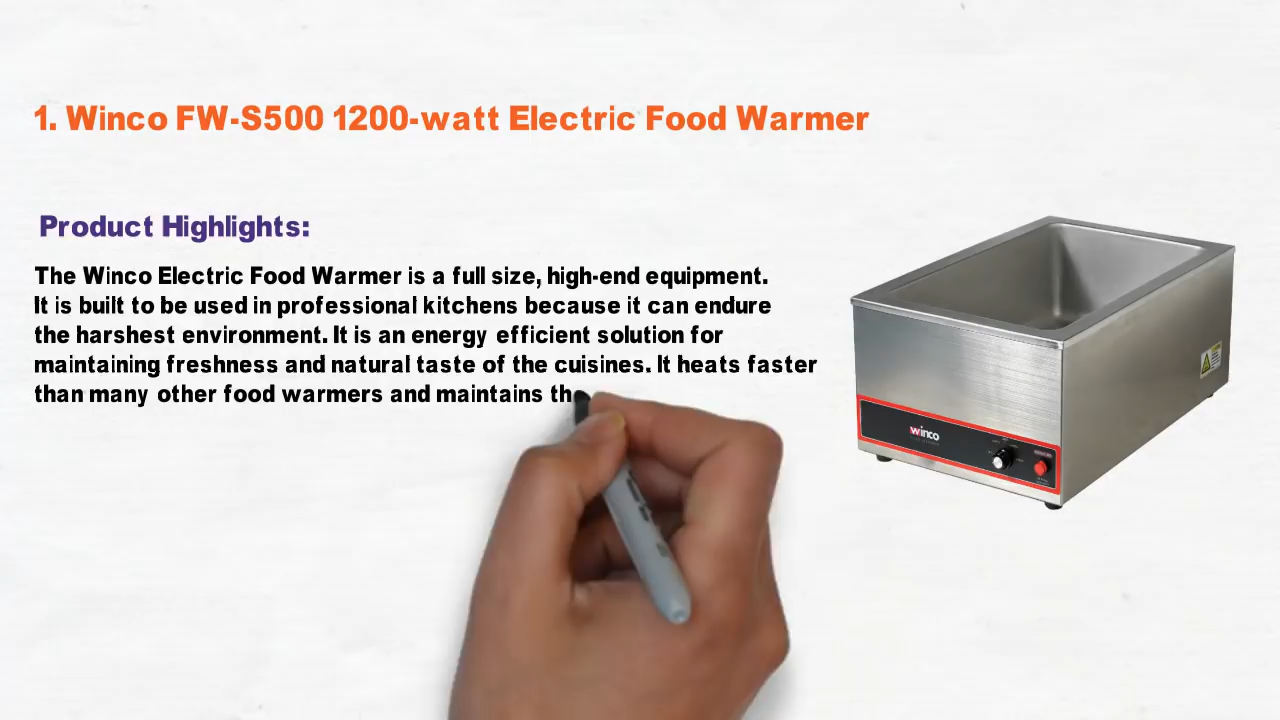 1. Winco FW-S500 1200-watt Electric Food Warmer
Product Highlights:
The Winco Electric Food Warmer is a full size, high-end equipment.
It is built to be used in professional kitchens because it can endure
the harshest environment. It is an energy efficient solution for
maintaining freshness and natural taste of the cuisines. It heats faster
than many other food warmers and maintains th
winco